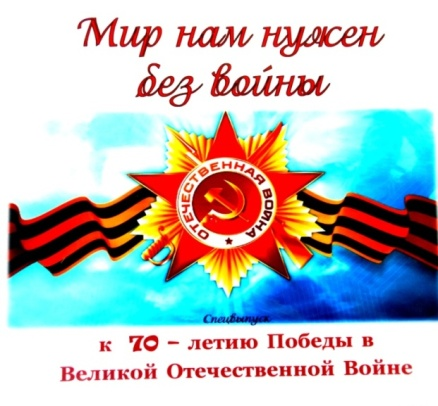 Мир нам нужен
без войны
ОТЕЧЕСТВЕННАЯ ВОЙНА
Спецвыпуск
к 70 - летию Победы в
Великой Отечественной Войне